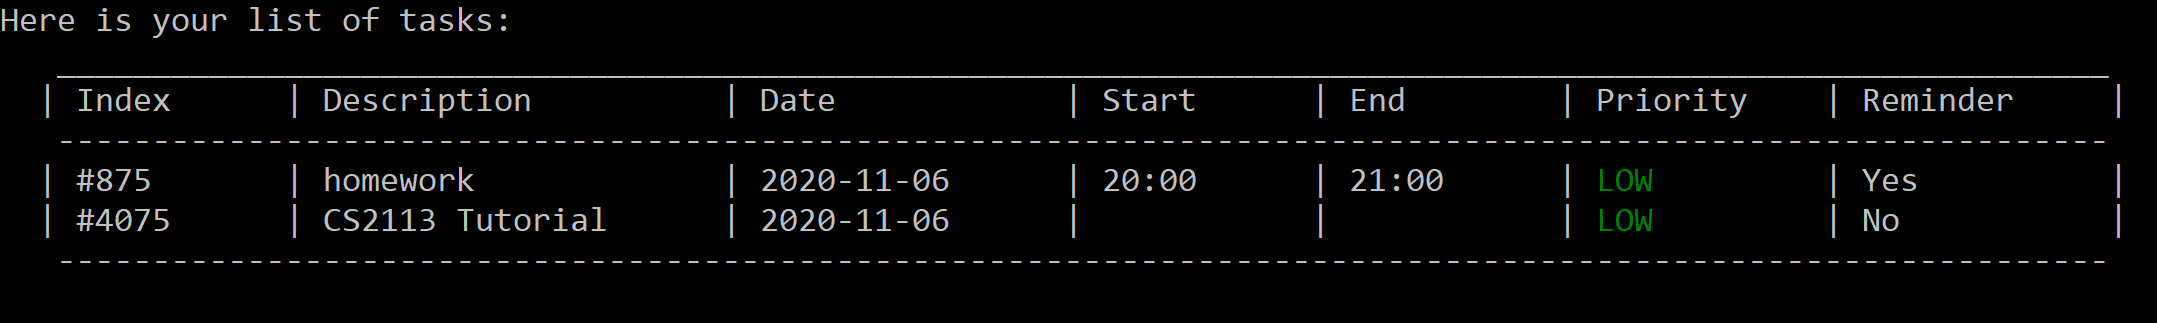 Here is your list of tasks:
| Index | Description | Date | Start | End | Priority | Reminder |
| #875 | homework | 2020-11-06 | 20:00 | 21:00 | LOW | Yes |
| #4075 | CS2113 Tutorial | 2020-11-06 | | | LOW | No |